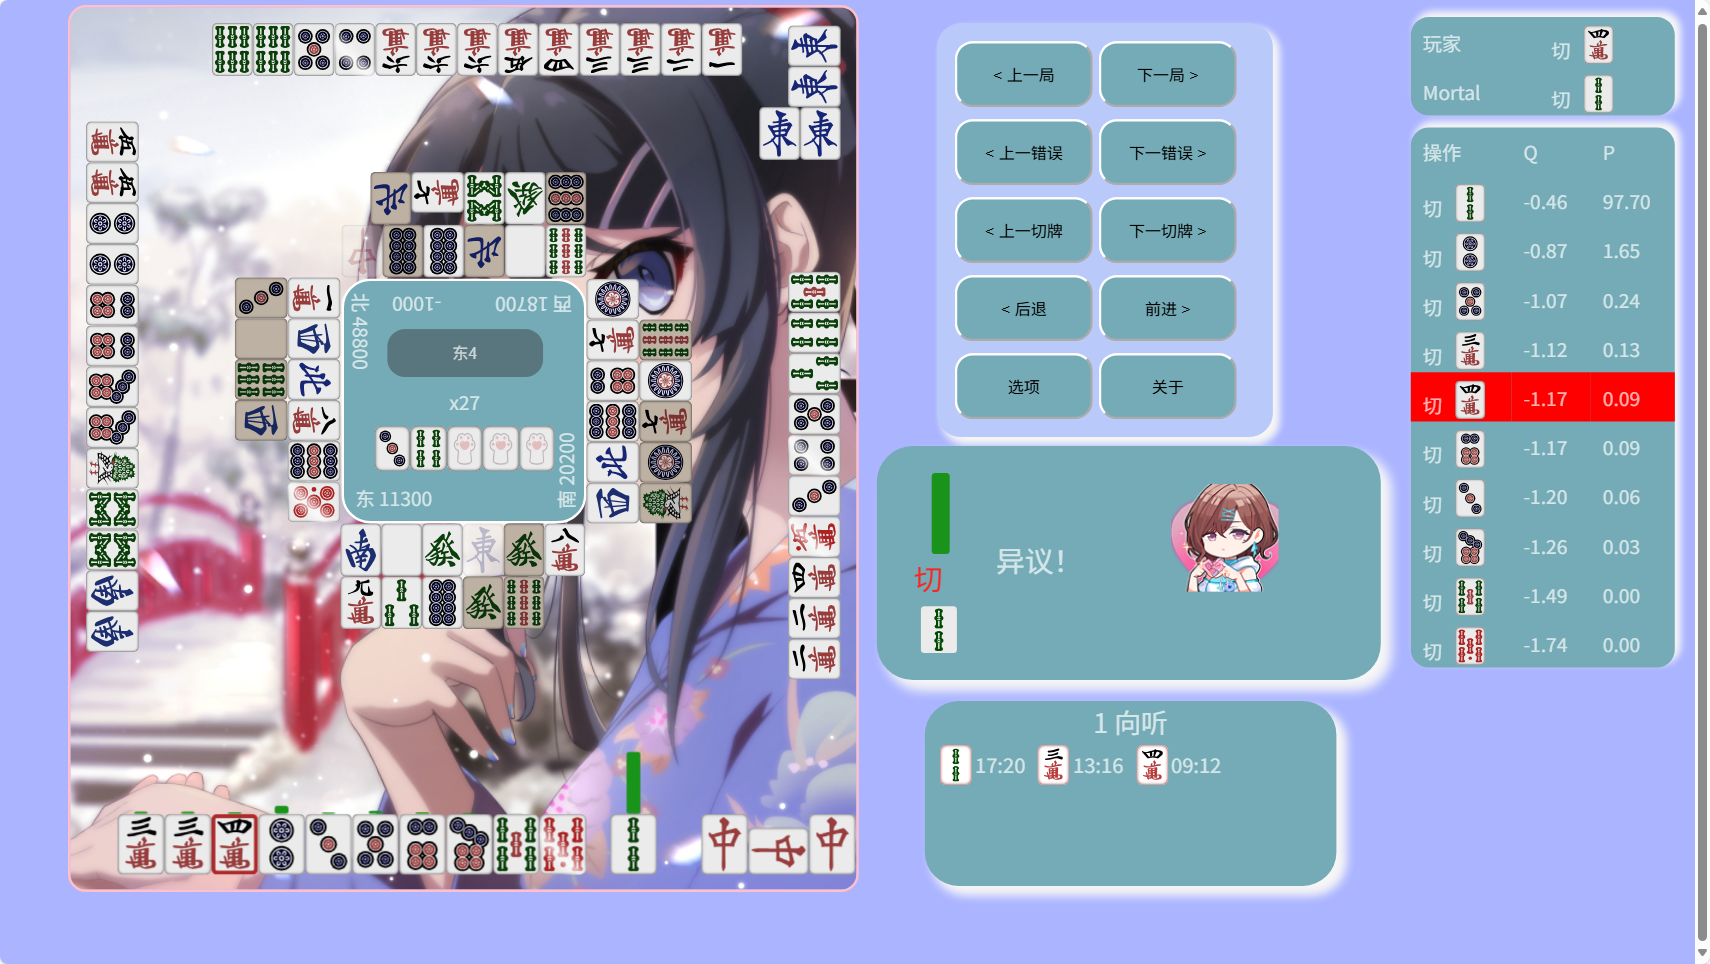 北 48800
-1000
西 18700
东4
x27
南 20200
东 11300
< 上一局
下一局 >
< 上一错误
下一错误 >
< 上一切牌
下一切牌 >
< 后退
前进 >
选项
关于
切
异议!
1 向听
17:20
13:16
09:12
玩家
切
Mortal
切
操作 Q P
切 -0.46 97.70
切 -0.87 1.65
切 -1.07 0.24
切 -1.12 0.13
切 -1.17 0.09
切 -1.17 0.09
切 -1.20 0.06
切 -1.26 0.03
切 -1.49 0.00
切 -1.74 0.00